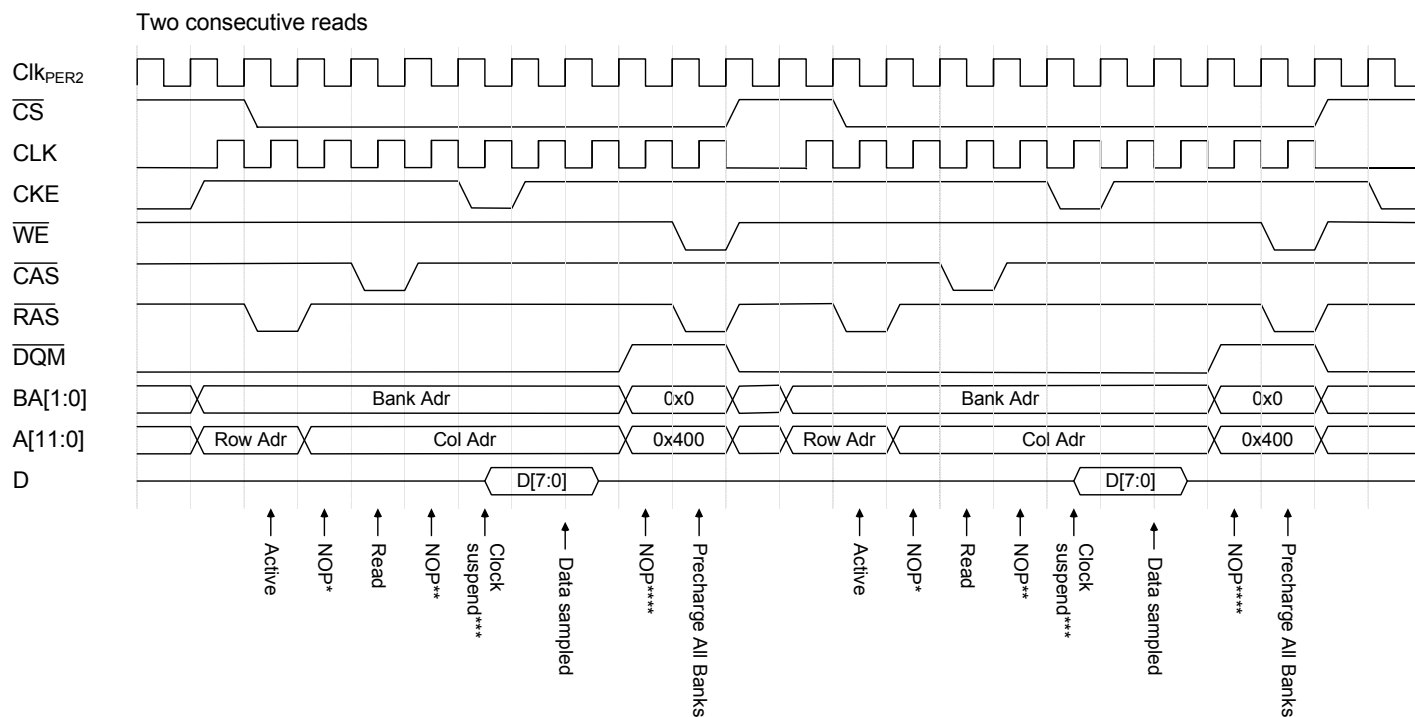 Two consecutive reads
ClkPER2
CS
CLK
CKE
WE
CAS
RAS
DQM
BA[1:0] Bank Adr 0x0 Bank Adr 0x0
A[11:0] Row Adr Col Adr 0x400 Row Adr Col Adr 0x400
D D[7:0] D[7:0]
Active
NOP*
Read
NOP**
Clock
suspend***
Data sampled
NOP****
Precharge All Banks
Active
NOP*
Read
NOP**
Clock
suspend***
Data sampled
NOP****
Precharge All Banks